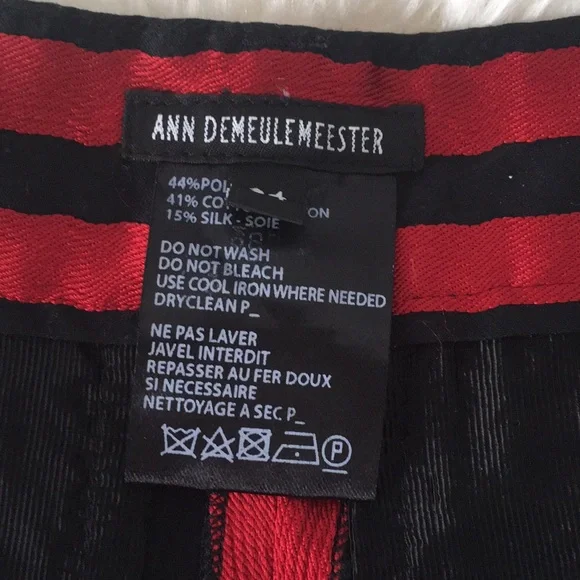 ANN DEMEULEMEESTER
44%POL
41% CO ON
15% SILK - SOIE
DO NOT WASH
DO NOT BLEACH
USE COOL IRON WHERE NEEDED
DRYCLEAN P_
NE PAS LAVER
JAVEL INTERDIT
REPASSER AU FER DOUX
SI NECESSAIRE
NETTOYAGE A SEC P_
P